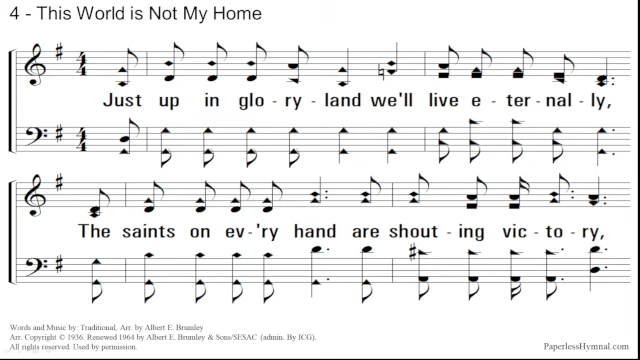 4 - This World is Not My Home
Just up in glo - ry - land we'll live e - ter - nal - ly,
The saints on ev - 'ry hand are shout - ing vic - to - ry,
Words and Music by: Traditional, Arr. by Albert E. Brumley
Arr. Copyright © 1936. Renewed 1964 by Albert E. Brumley & Sons/SESAC (admin. By ICG).
All rights reserved. Used by permission.
PaperlessHymnal.com